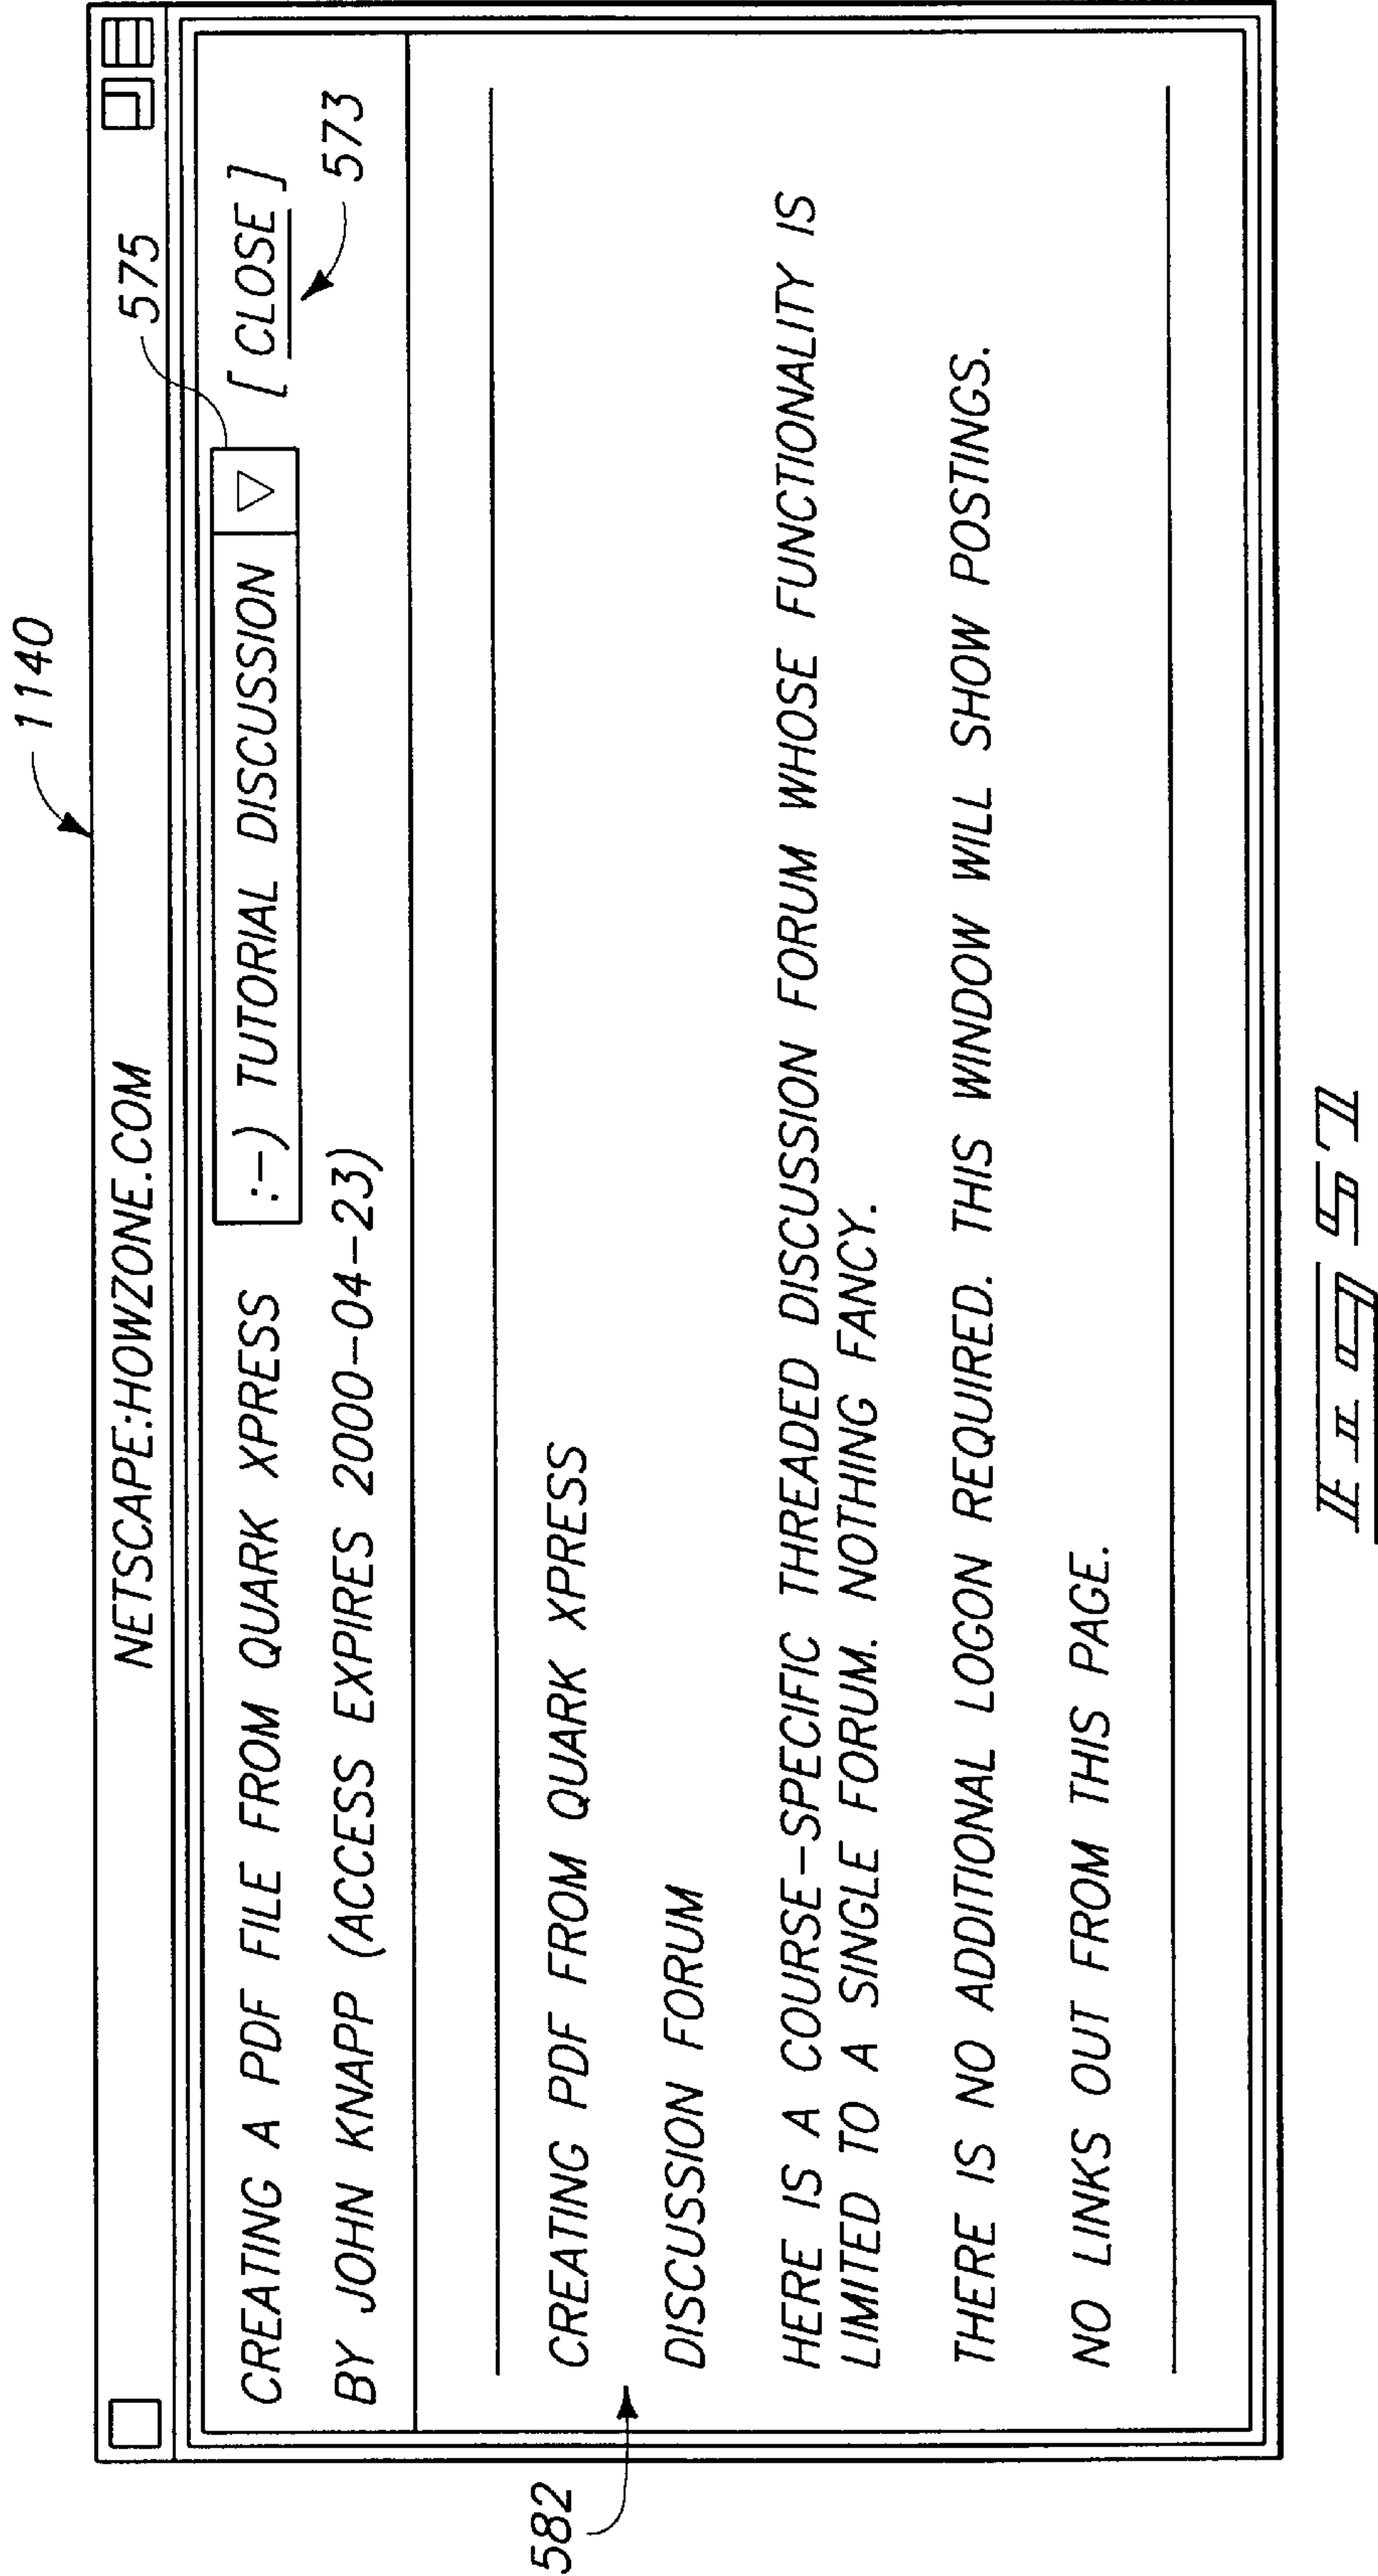 1140
NETSCAPE:HOWZONE.COM
575
CREATING A PDF FILE FROM QUARK XPRESS :-) TUTORIAL DISCUSSION ▽ [ CLOSE ]
BY JOHN KNAPP (ACCESS EXPIRES 2000-04-23)
573
CREATING PDF FROM QUARK XPRESS
582
DISCUSSION FORUM
HERE IS A COURSE-SPECIFIC THREADED DISCUSSION FORUM WHOSE FUNCTIONALITY IS
LIMITED TO A SINGLE FORUM. NOTHING FANCY.
THERE IS NO ADDITIONAL LOGON REQUIRED. THIS WINDOW WILL SHOW POSTINGS.
NO LINKS OUT FROM THIS PAGE.
Fig 57